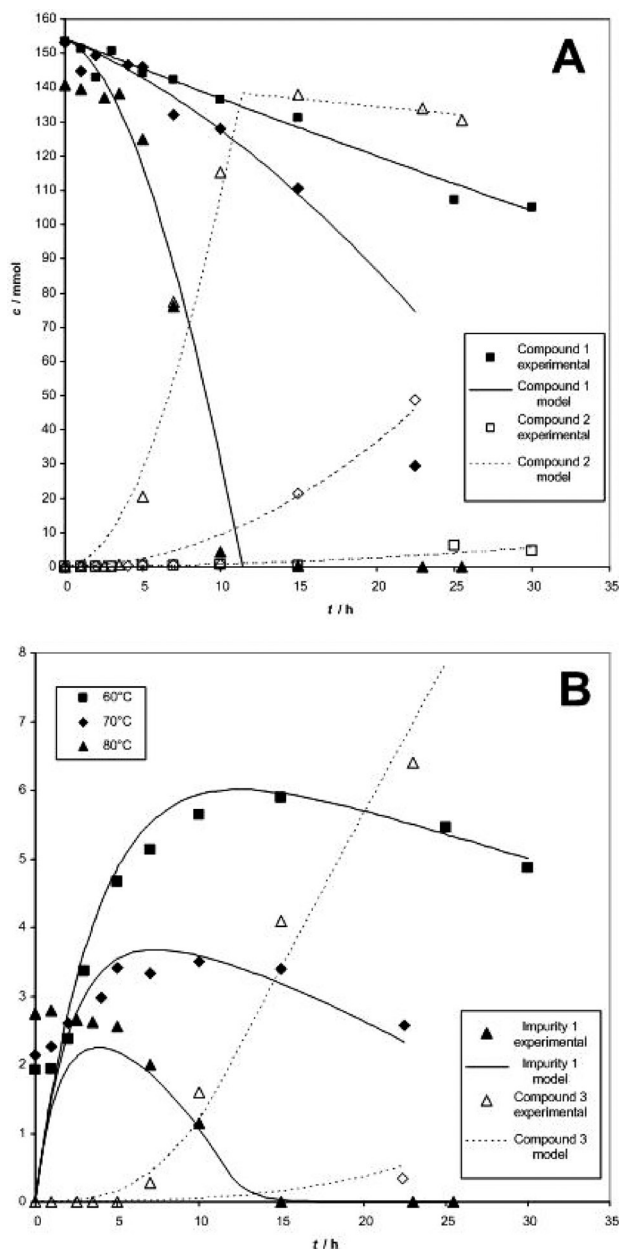 A
160
150
140
130
120
110
100
90
80
70
60
50
40
30
20
10
0
c / mmol
Compound 1
experimental
Compound 1
model
Compound 2
experimental
Compound 2
model
0 5 10 15 20 25 30 35
t / h
B
8
7
6
5
4
3
2
1
0
60°C
70°C
80°C
Impurity 1
experimental
Impurity 1
model
Compound 3
experimental
Compound 3
model
0 5 10 15 20 25 30 35
t / h